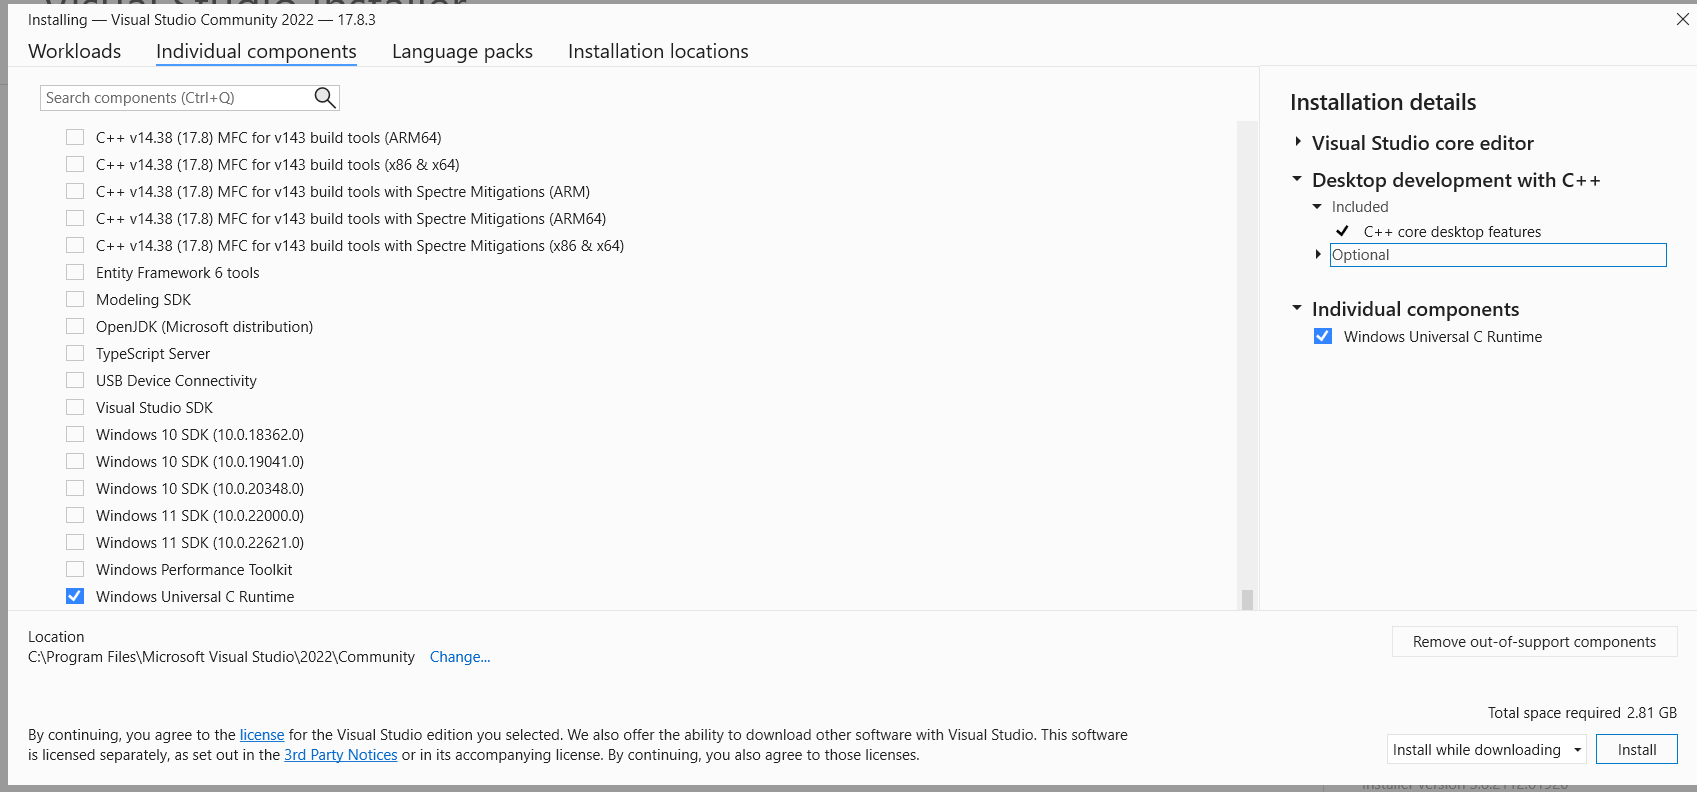 Visual Studio Installer
Installing — Visual Studio Community 2022 — 17.8.3
Workloads
Individual components
Language packs
Installation locations
Search components (Ctrl+Q)
C++ v14.38 (17.8) MFC for v143 build tools (ARM64)
C++ v14.38 (17.8) MFC for v143 build tools (x86 & x64)
C++ v14.38 (17.8) MFC for v143 build tools with Spectre Mitigations (ARM)
C++ v14.38 (17.8) MFC for v143 build tools with Spectre Mitigations (ARM64)
C++ v14.38 (17.8) MFC for v143 build tools with Spectre Mitigations (x86 & x64)
Entity Framework 6 tools
Modeling SDK
OpenJDK (Microsoft distribution)
TypeScript Server
USB Device Connectivity
Visual Studio SDK
Windows 10 SDK (10.0.18362.0)
Windows 10 SDK (10.0.19041.0)
Windows 10 SDK (10.0.20348.0)
Windows 11 SDK (10.0.22000.0)
Windows 11 SDK (10.0.22621.0)
Windows Performance Toolkit
Windows Universal C Runtime
Installation details
Visual Studio core editor
Desktop development with C++
Included
C++ core desktop features
Optional
Individual components
Windows Universal C Runtime
Location
C:\Program Files\Microsoft Visual Studio\2022\Community Change...
Remove out-of-support components
Total space required 2.81 GB
By continuing, you agree to the license for the Visual Studio edition you selected. We also offer the ability to download other software with Visual Studio. This software
is licensed separately, as set out in the 3rd Party Notices or in its accompanying license. By continuing, you also agree to those licenses.
Install while downloading
Install